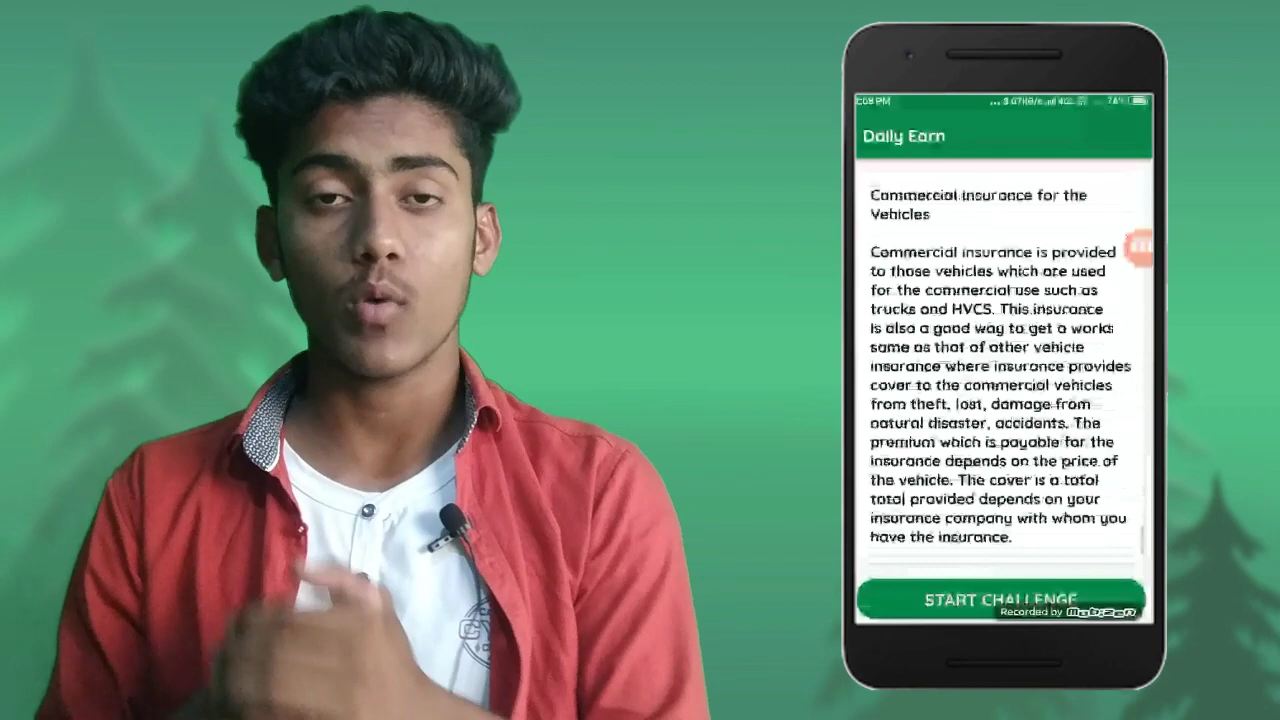 :09 PM
76%
Daily Earn
Commercial insurance for the
Vehicles
Commercial insurance is provided
to those vehicles which are used
for the commercial use such as
trucks and HVCS. This insurance
is also a good way to get a works
same as that of other vehicle
insurance where insurance provides
cover to the commercial vehicles
from theft, lost, damage from
natural disaster, accidents. The
premium which is payable for the
insurance depends on the price of
the vehicle. The cover is a total
total provided depends on your
insurance company with whom you
have the insurance.
START CHALLENGE
Recorded by mobizen